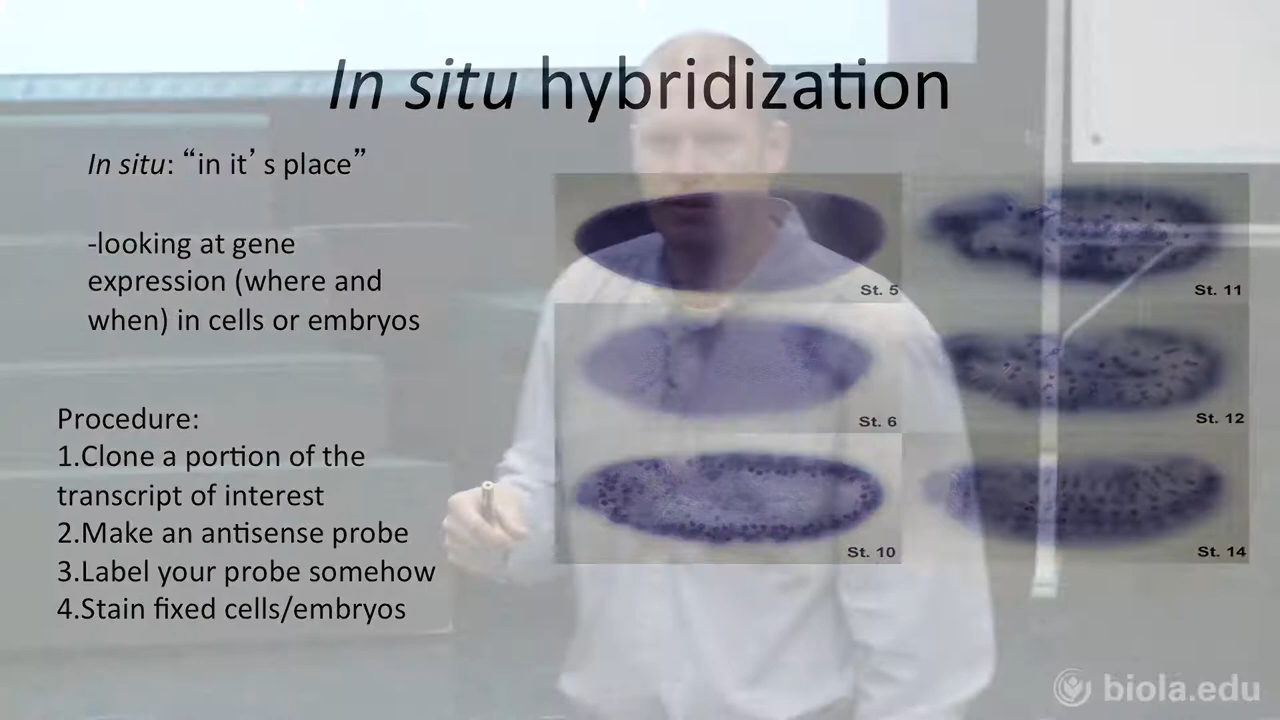 In situ hybridization
In situ: “in it’ s place”
-looking at gene
expression (where and
when) in cells or embryos
Procedure:
1.Clone a portion of the
transcript of interest
2.Make an antisense probe
3.Label your probe somehow
4.Stain fixed cells/embryos
St. 5
St. 11
St. 6
St. 12
St. 10
St. 14
biola.edu